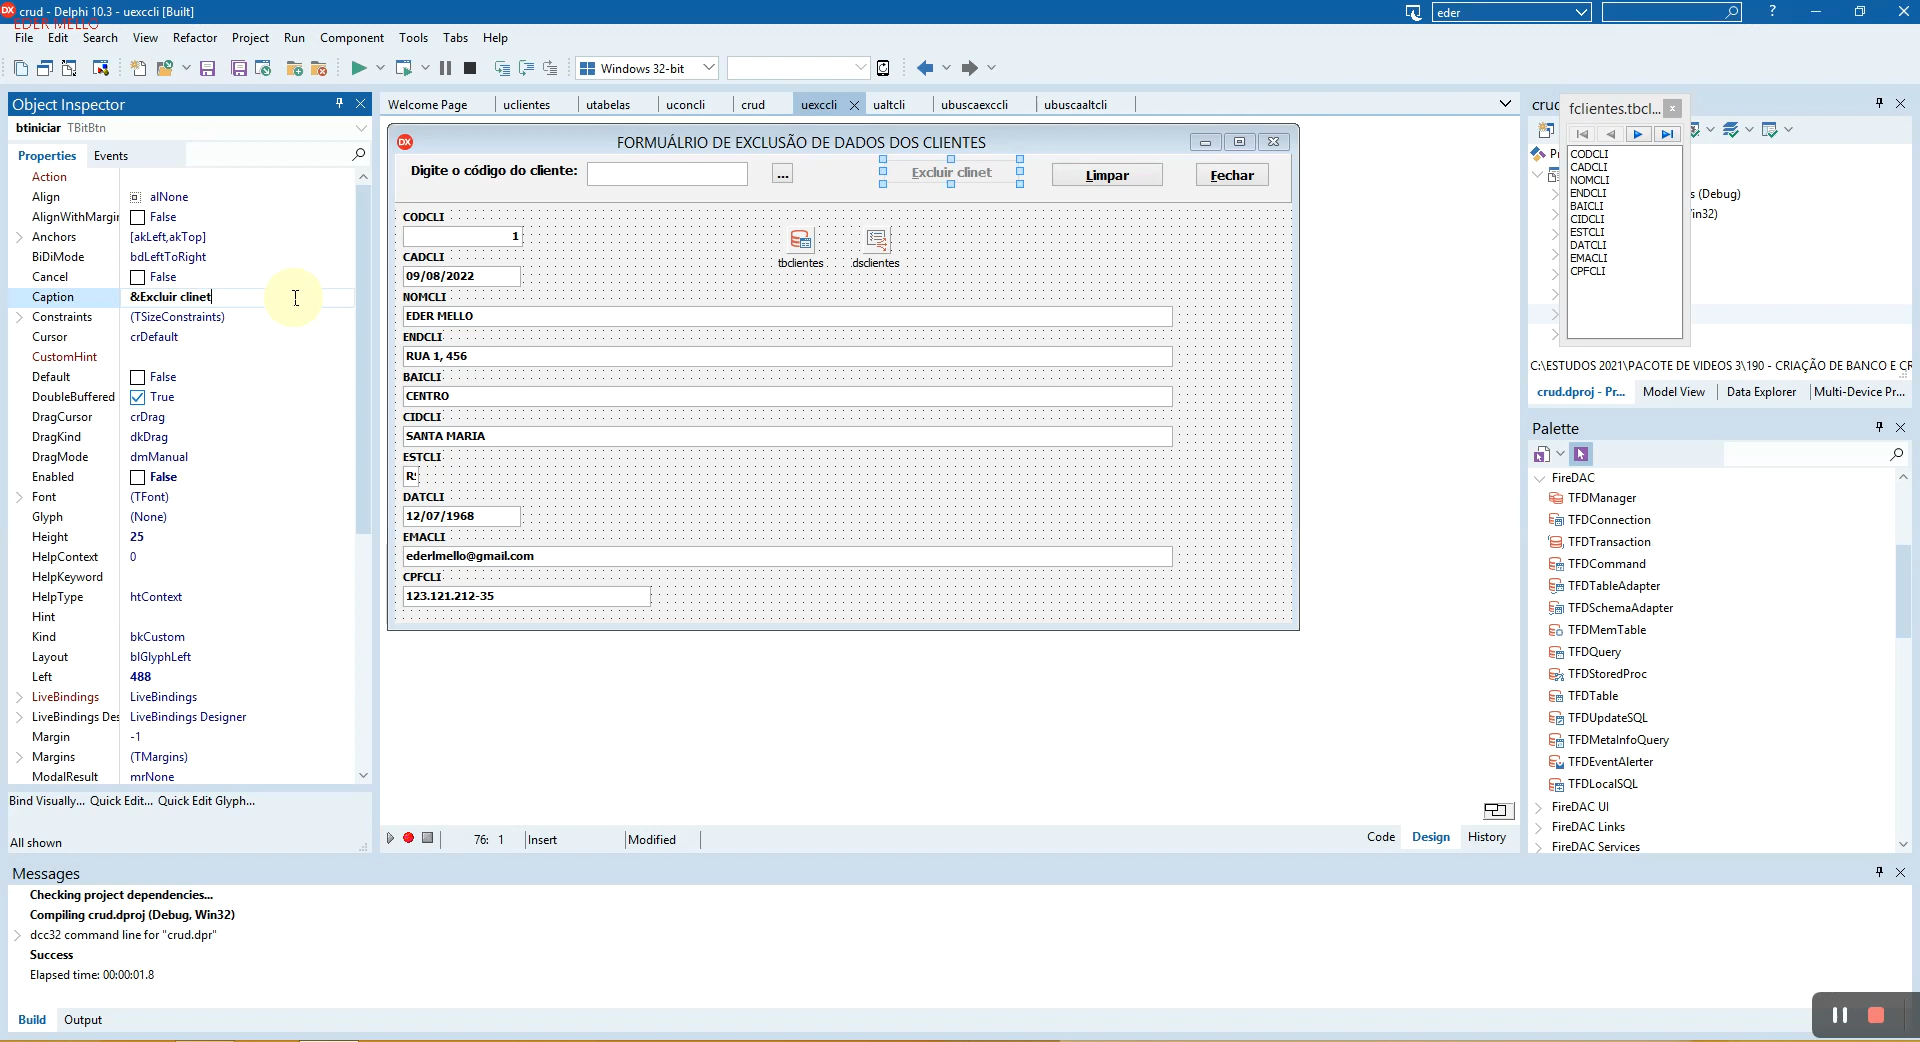 crud - Delphi 10.3 - uexccli [Built]
eder
EDER MELLO
File Edit Search View Refactor Project Run Component Tools Tabs Help
Windows 32-bit
Object Inspector
btiniciar TBitBtn
Properties Events
Action
Align alNone
AlignWithMargin False
Anchors [akLeft,akTop]
BiDiMode bdLeftToRight
Cancel False
Caption &Excluir clinet
Constraints (TSizeConstraints)
Cursor crDefault
CustomHint
Default False
DoubleBuffered True
DragCursor crDrag
DragKind dkDrag
DragMode dmManual
Enabled False
Font (TFont)
Glyph (None)
Height 25
HelpContext 0
HelpKeyword
HelpType htContext
Hint
Kind bkCustom
Layout blGlyphLeft
Left 488
LiveBindings LiveBindings
LiveBindings Des LiveBindings Designer
Margin -1
Margins (TMargins)
ModalResult mrNone
Bind Visually... Quick Edit... Quick Edit Glyph...
All shown
Welcome Page uclientes utabelas uconcli crud uexccli ualtcli ubuscaexccli ubuscaaltcli
FORMUÁLRIO DE EXCLUSÃO DE DADOS DOS CLIENTES
Digite o código do cliente: ... Excluir clinet Limpar Fechar
CODCLI
1
CADCLI
09/08/2022
tbclientes dsclientes
NOMCLI
EDER MELLO
ENDCLI
RUA 1, 456
BAICLI
CENTRO
CIDCLI
SANTA MARIA
ESTCLI
RS
DATCLI
12/07/1968
EMACLI
ederlmello@gmail.com
CPFCLI
123.121.212-35
76: 1 Insert Modified
Code Design History
fclientes.tbcl...
CODCLI
CADCLI
NOMCLI
ENDCLI
BAICLI
CIDCLI
ESTCLI
DATCLI
EMACLI
CPFCLI
(Debug)
C:\ESTUDOS 2021\PACOTE DE VIDEOS 3\190 - CRIAÇÃO DE BANCO E
crud.dproj - Pr... Model View Data Explorer Multi-Device Pr...
Palette
FireDAC
TFDManager
TFDConnection
TFDTransaction
TFDCommand
TFDTableAdapter
TFDSchemaAdapter
TFDMemTable
TFDQuery
TFDStoredProc
TFDTable
TFDUpdateSQL
TFDMetaInfoQuery
TFDEventAlerter
TFDLocalSQL
FireDAC UI
FireDAC Links
FireDAC Services
Messages
Checking project dependencies...
Compiling crud.dproj (Debug, Win32)
dcc32 command line for "crud.dpr"
Success
Elapsed time: 00:00:01.8
Build Output